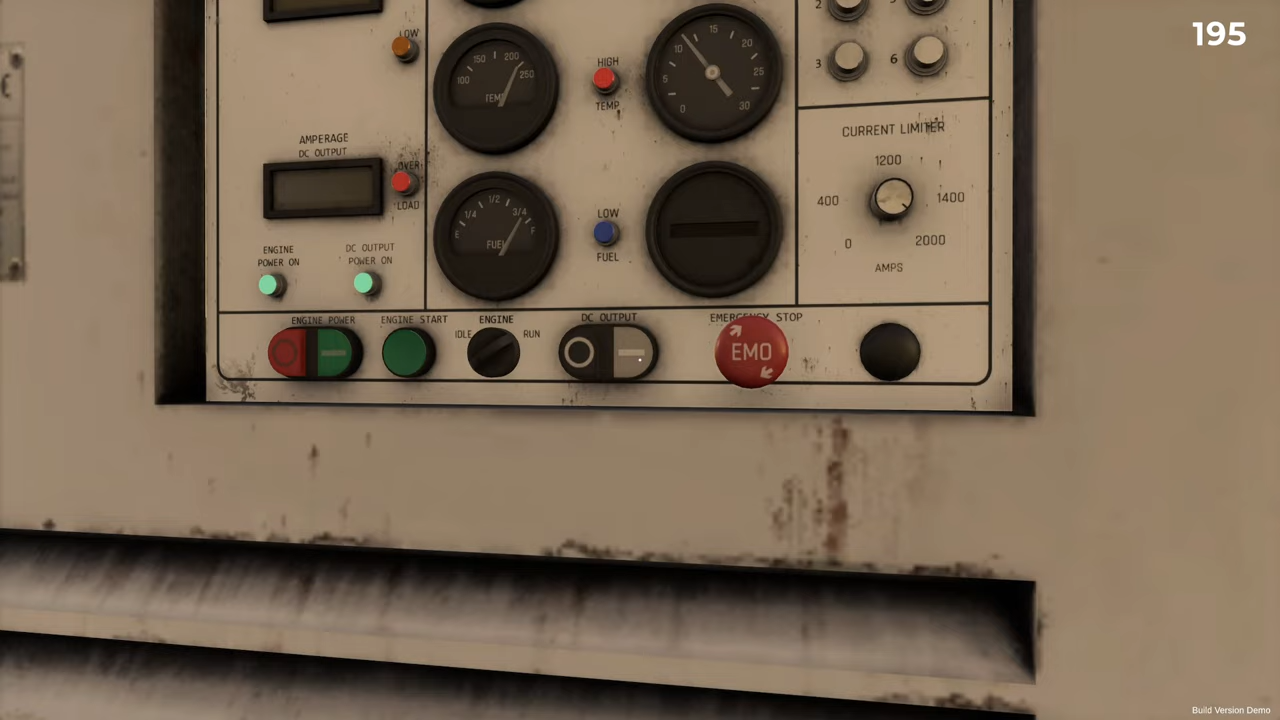 195
2
LOW
150
200
100
250
TEMP
HIGH
TEMP
10
15
20
5
25
0
30
3
6
€
AMPERAGE
DC OUTPUT
OVER
LOAD
1/4
1/2
3/4
E
F
FUEL
LOW
FUEL
CURRENT LIMITER
1200
400
1400
0
2000
AMPS
ENGINE
POWER ON
DC OUTPUT
POWER ON
ENGINE POWER
ENGINE START
ENGINE
IDLE
RUN
DC OUTPUT
EMERGENCY STOP
EMO
Build Version Demo